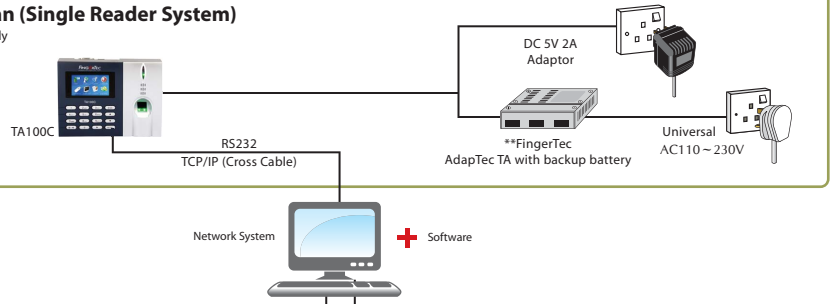 n (Single Reader System)
ly
DC 5V 2A
Adaptor
TA100C
RS232
TCP/IP (Cross Cable)
**FingerTec
AdapTec TA with backup battery
Universal
AC110 ~ 230V
Network System
Software